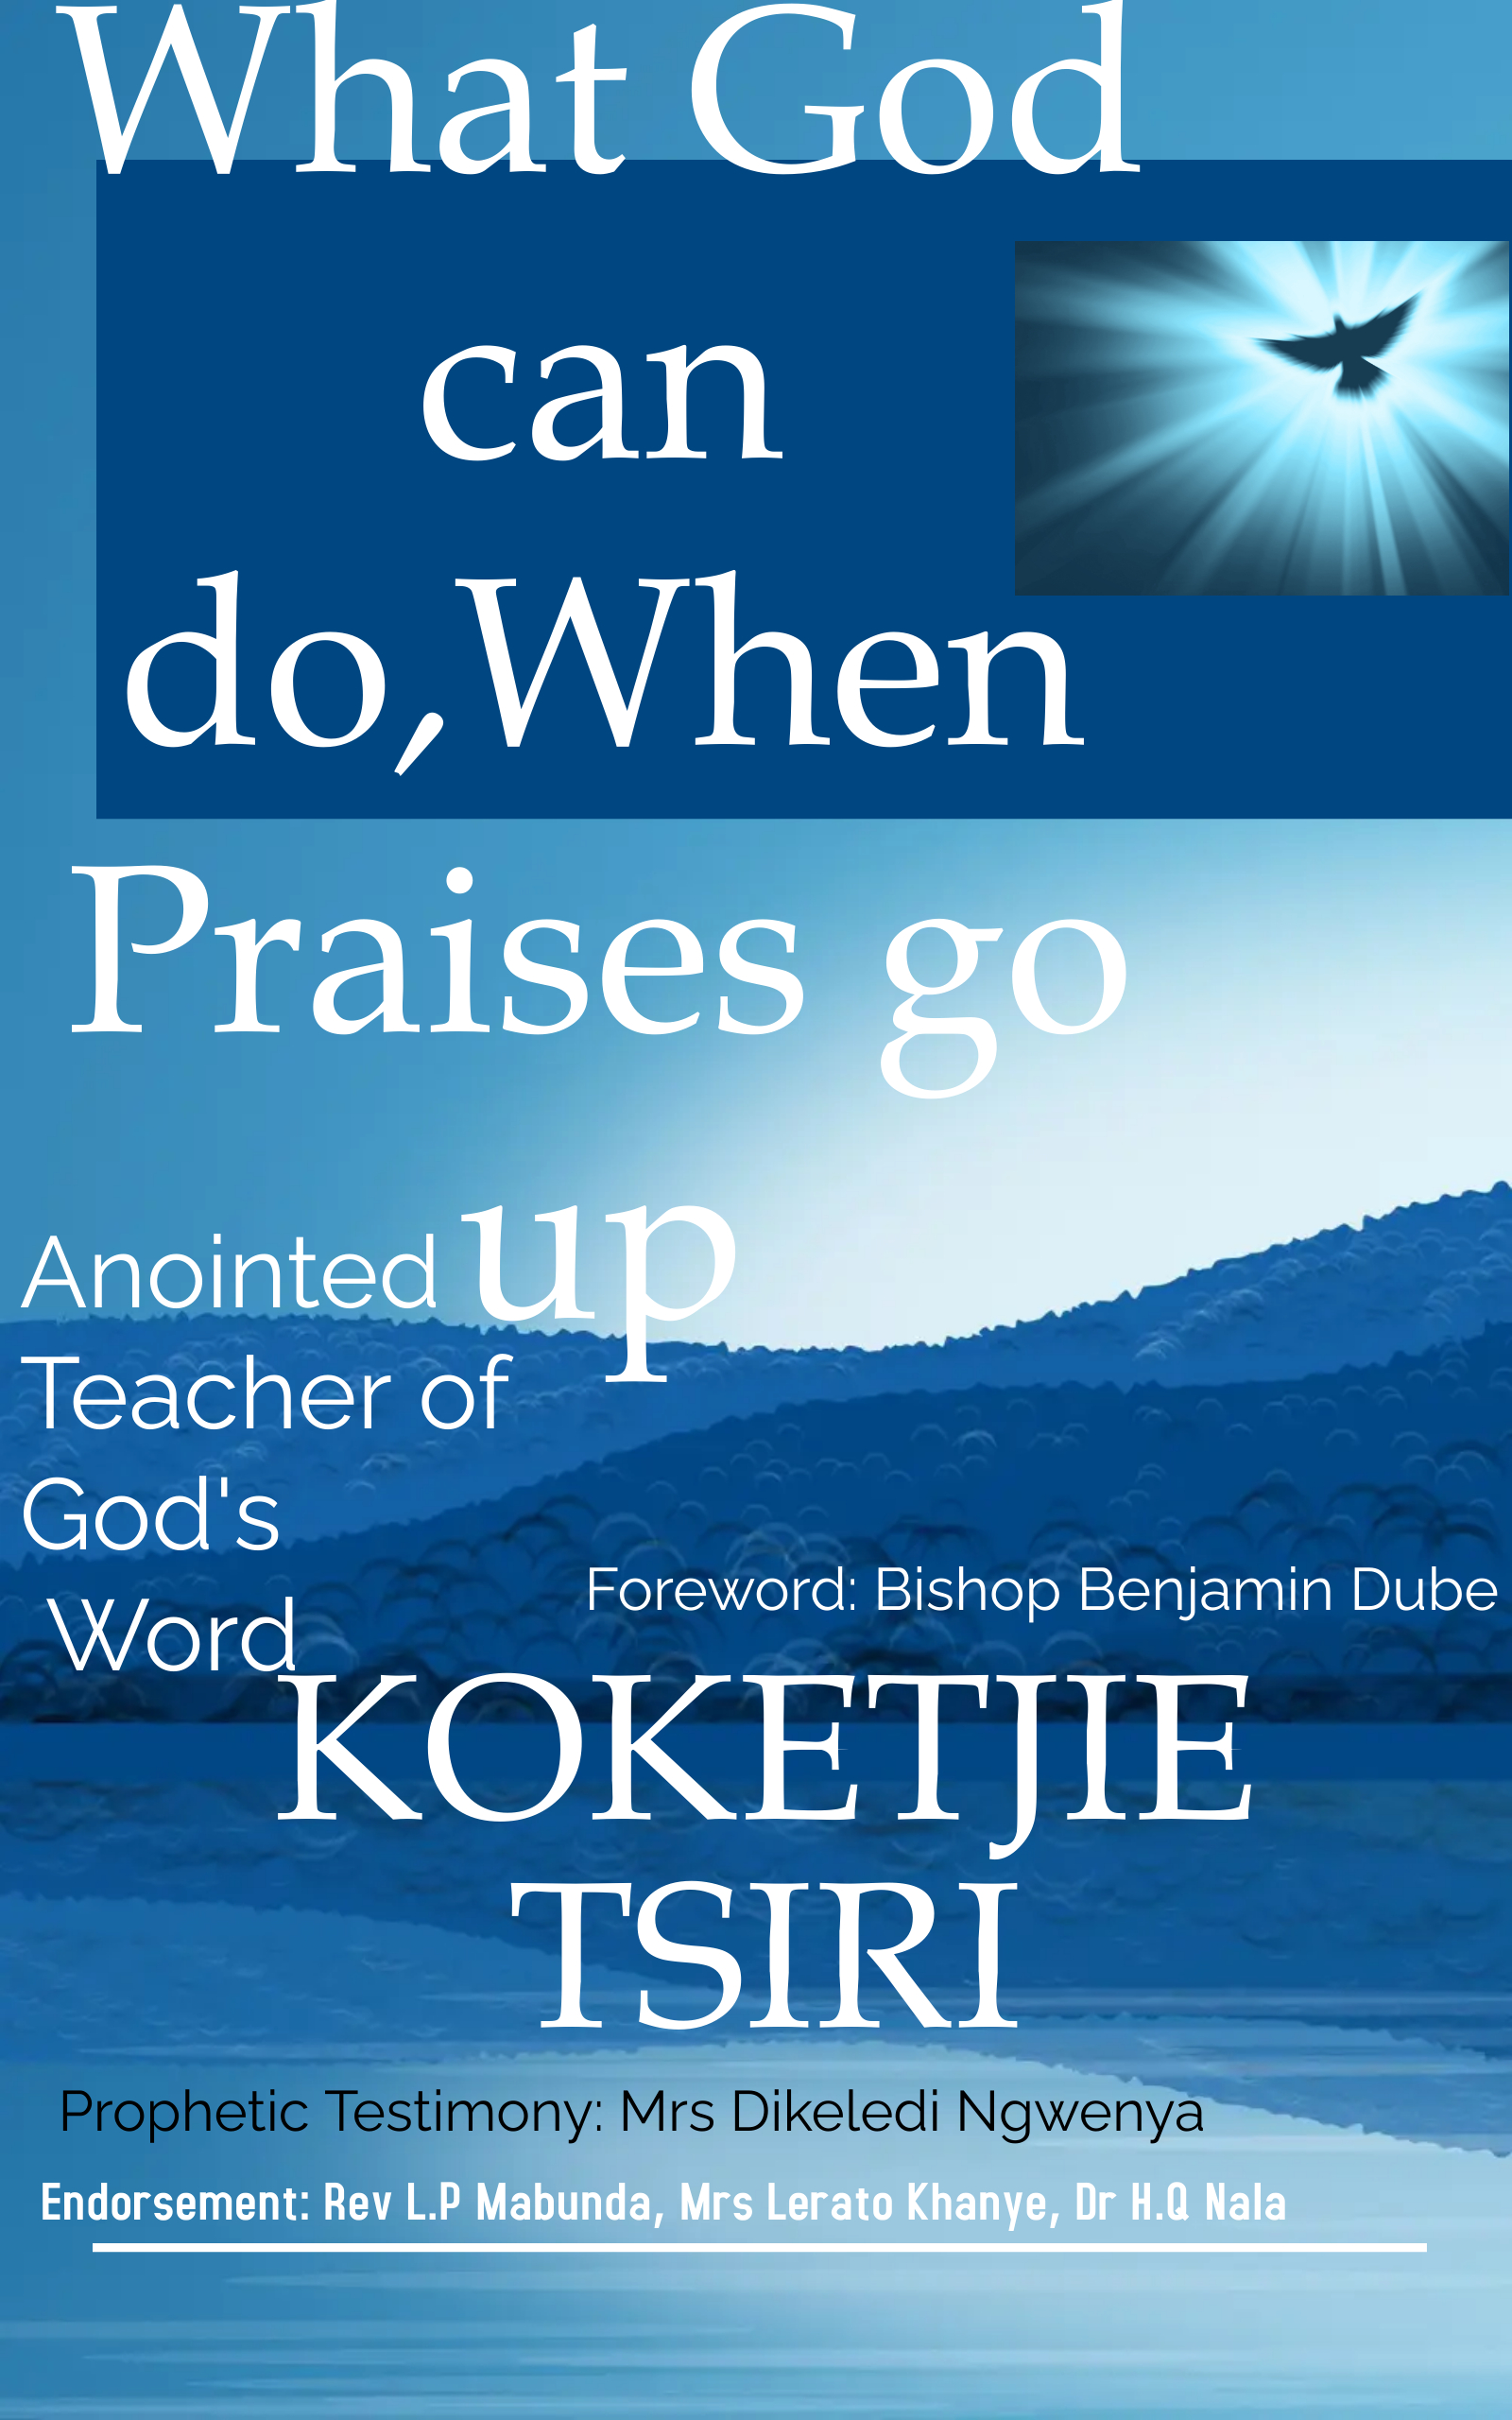 What God
can
do,When
Praises go
up
Anointed
Teacher of
God's
Word
Foreword: Bishop Benjamin Dube
KOKETJIE
TSIRI
Prophetic Testimony: Mrs Dikeledi Ngwenya
Endorsement: Rev L.P Mabunda, Mrs Lerato Khanye, Dr H.Q Nala